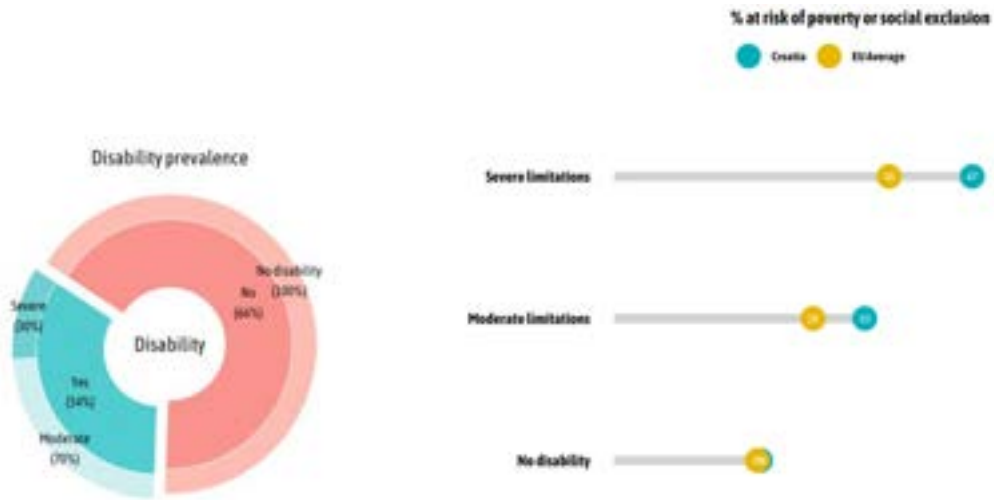 % at risk of poverty or social exclusion
Croatia
EU Average
Disability prevalence
Severe limitations
47
No disability
(100%)
No
(66%)
Severe
(30%)
Moderate limitations
Disability
Yes
(34%)
Moderate
(70%)
No disability